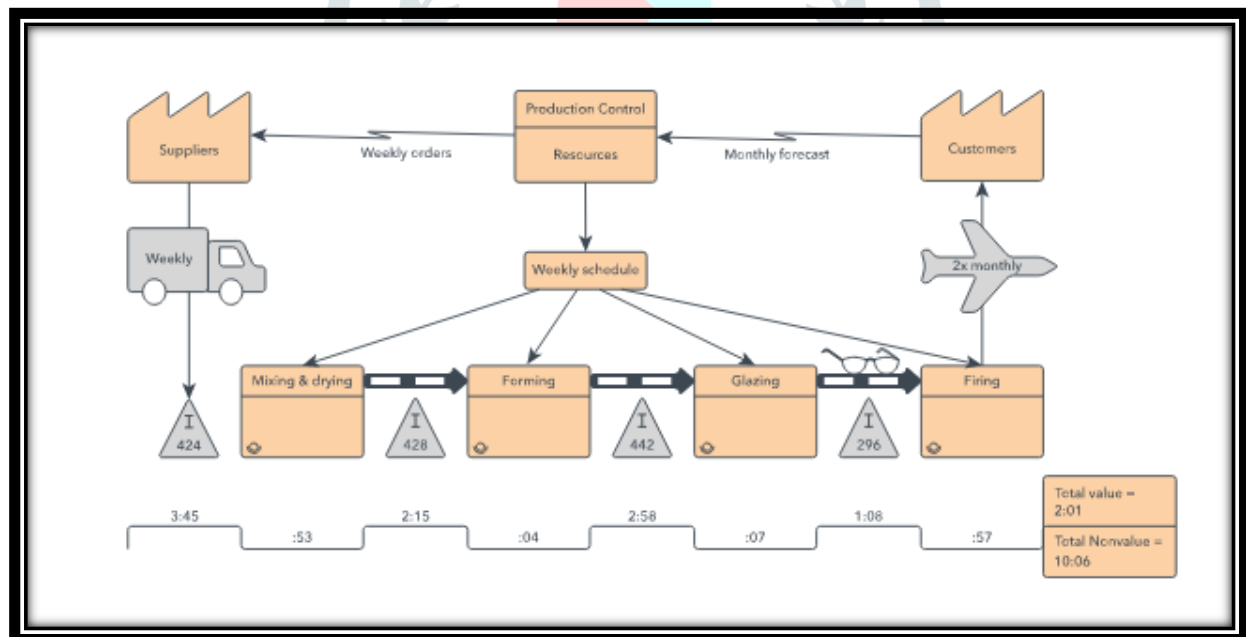 Production Control
Suppliers
Resources
Customers
Weekly orders
Monthly forecast
Weekly
Weekly schedule
2x monthly
Mixing & drying
Forming
Glazing
Firing
I
424
I
428
I
442
I
296
3:45
:53
2:15
:04
2:58
:07
1:08
:57
Total value =
2:01
Total Nonvalue =
10:06